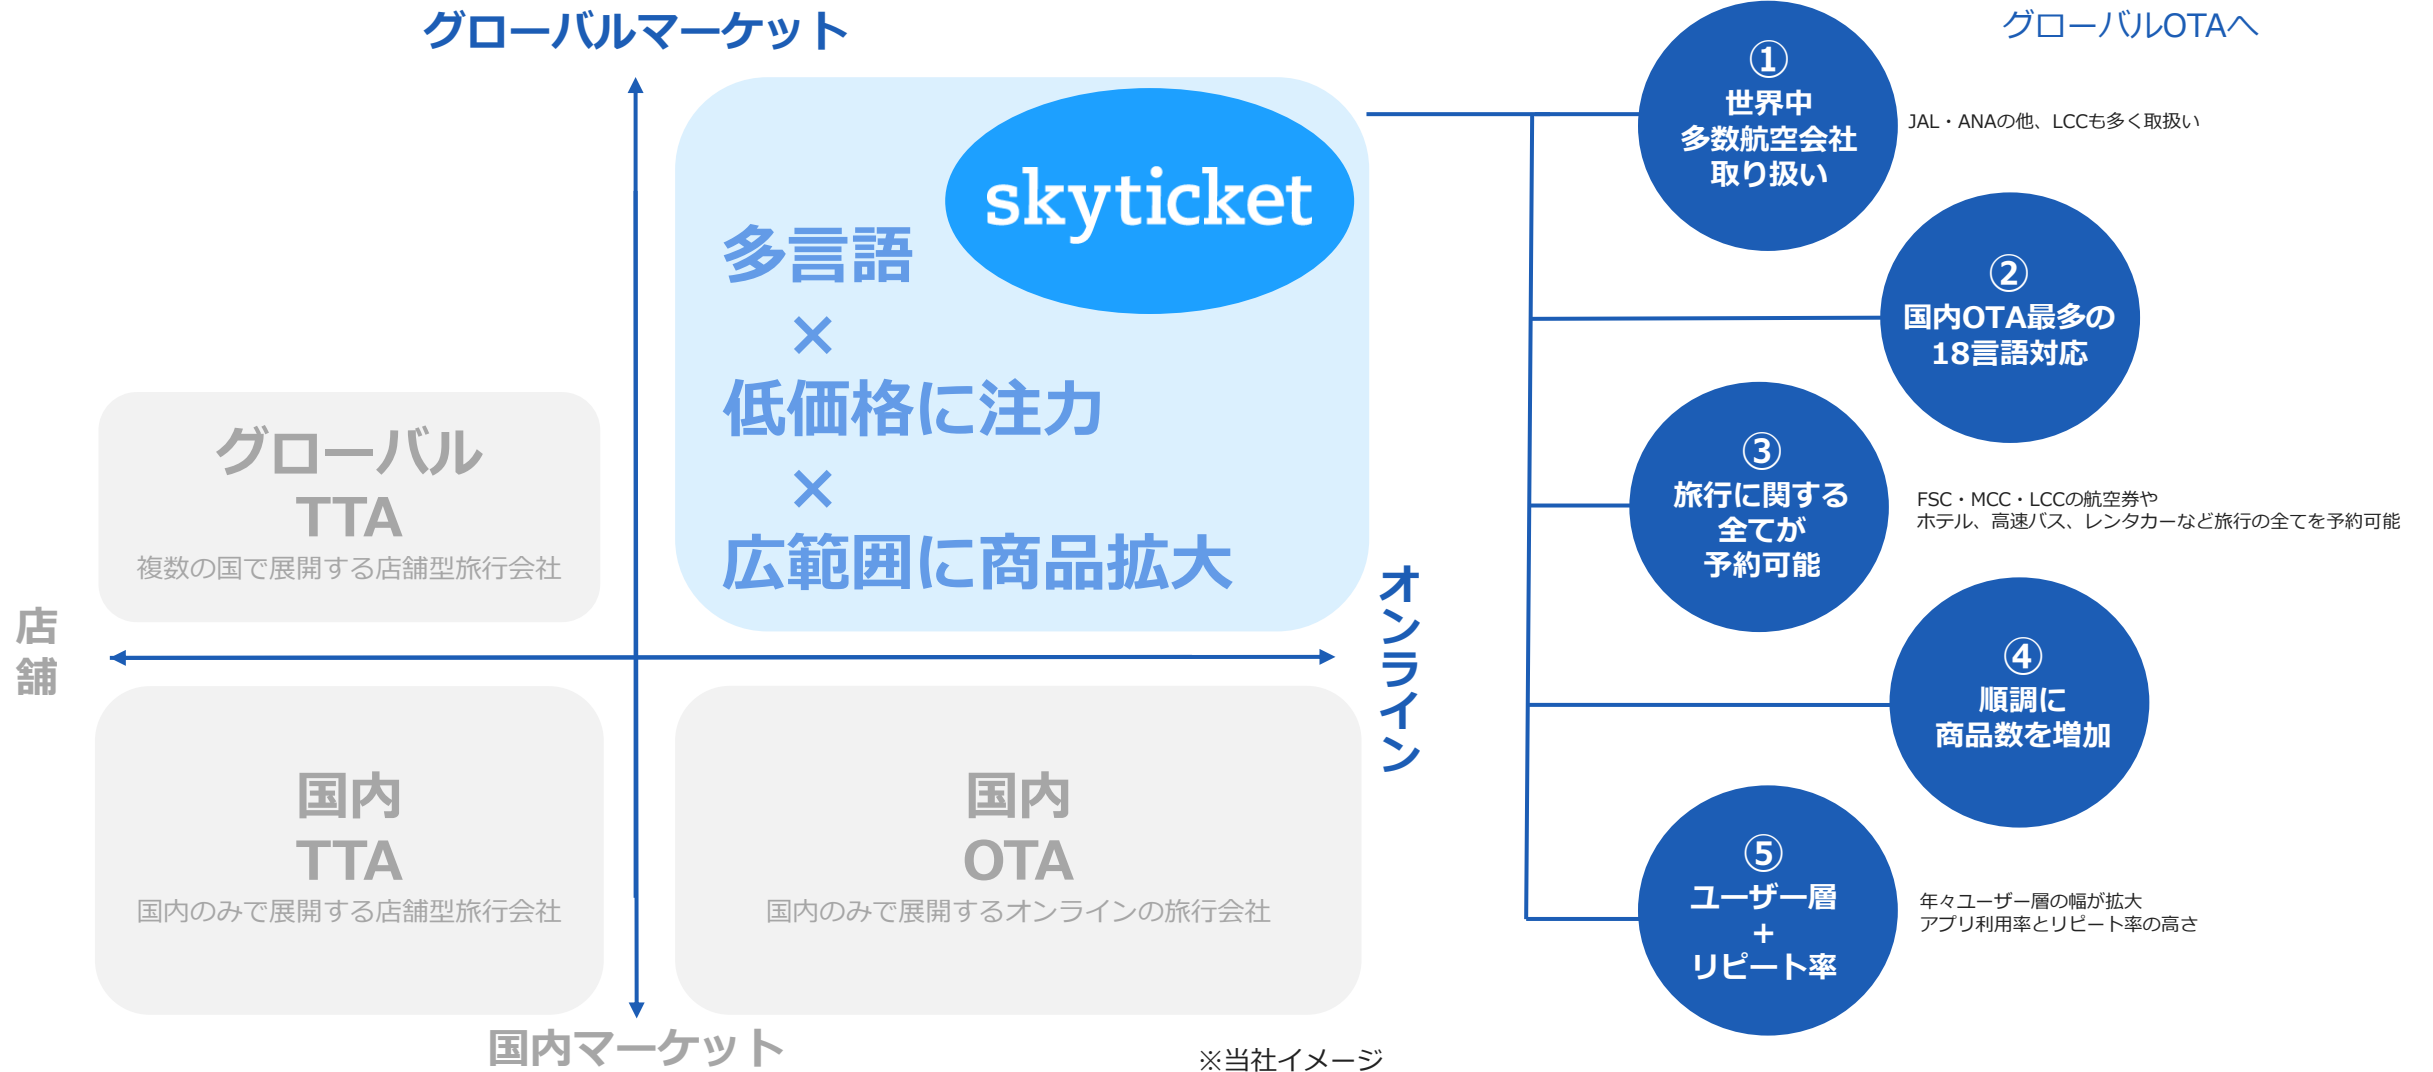 グローバルマーケット
skyticket
多言語
×
低価格に注力
×
広範囲に商品拡大
グローバル
TTA
複数の国で展開する店舗型旅行会社
店舗
オンライン
国内
TTA
国内のみで展開する店舗型旅行会社
国内
OTA
国内のみで展開するオンラインの旅行会社
国内マーケット
※当社イメージ
グローバルOTAへ
①
世界中
多数航空会社
取り扱い
JAL・ANAの他、LCCも多く取扱い
②
国内OTA最多の
18言語対応
③
旅行に関する
全てが
予約可能
FSC・MCC・LCCの航空券や
ホテル、高速バス、レンタカーなど旅行の全てを予約可能
④
順調に
商品数を増加
⑤
ユーザー層
+
リピート率
年々ユーザー層の幅が拡大
アプリ利用率とリピート率の高さ